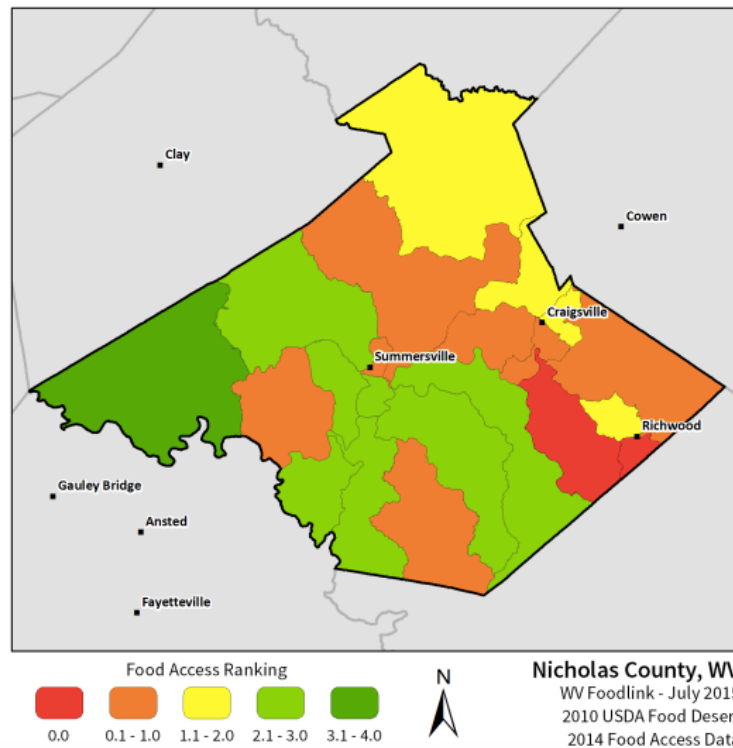 Clay
Cowen
Craigsville
Summersville
Richwood
Gauley Bridge
Ansted
Fayetteville
Food Access Ranking
0.0
0.1 - 1.0
1.1 - 2.0
2.1 - 3.0
3.1 - 4.0
N
Nicholas County, WV
WV Foodlink - July 2015
2010 USDA Food Deser
2014 Food Access Data